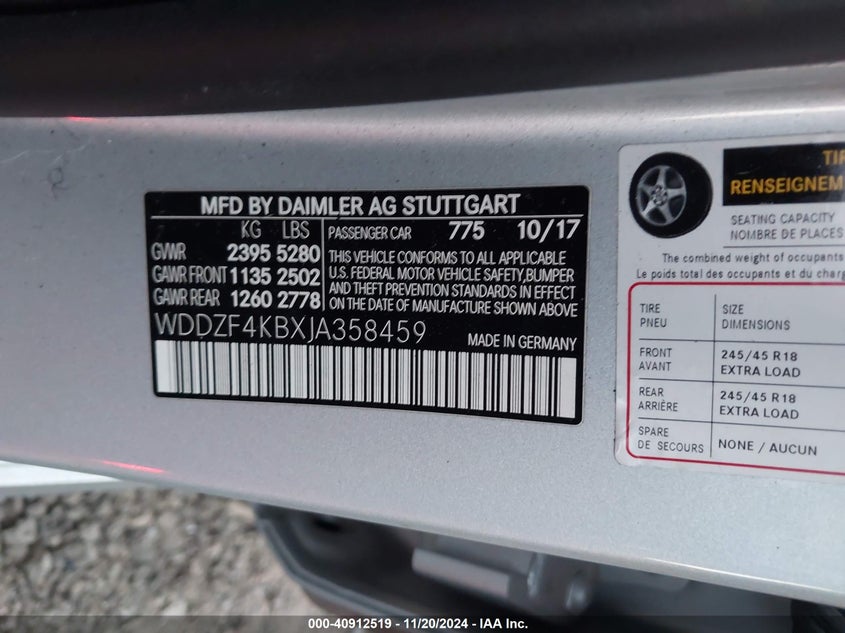 MFD BY DAIMLER AG STUTTGART
KG LBS
GVWR 2395 5280
GAWR FRONT 1135 2502
GAWR REAR 1260 2778
PASSENGER CAR 775 10/17
THIS VEHICLE CONFORMS TO ALL APPLICABLE
U.S. FEDERAL MOTOR VEHICLE SAFETY, BUMPER
AND THEFT PREVENTION STANDARDS IN EFFECT
ON THE DATE OF MANUFACTURE SHOWN ABOVE
WDDZF4KBXJA358459
MADE IN GERMANY
RENSEIGNEM
SEATING CAPACITY
NOMBRE DE PLACES
The combined weight of occupants
Le poids total des occupants et du charg
TIRE SIZE
PNEU DIMENSIONS
FRONT 245/45 R18
AVANT EXTRA LOAD
REAR 245/45 R18
ARRIÈRE EXTRA LOAD
SPARE
DE SECOURS NONE / AUCUN
000-40912519 - 11/20/2024 - IAA Inc.